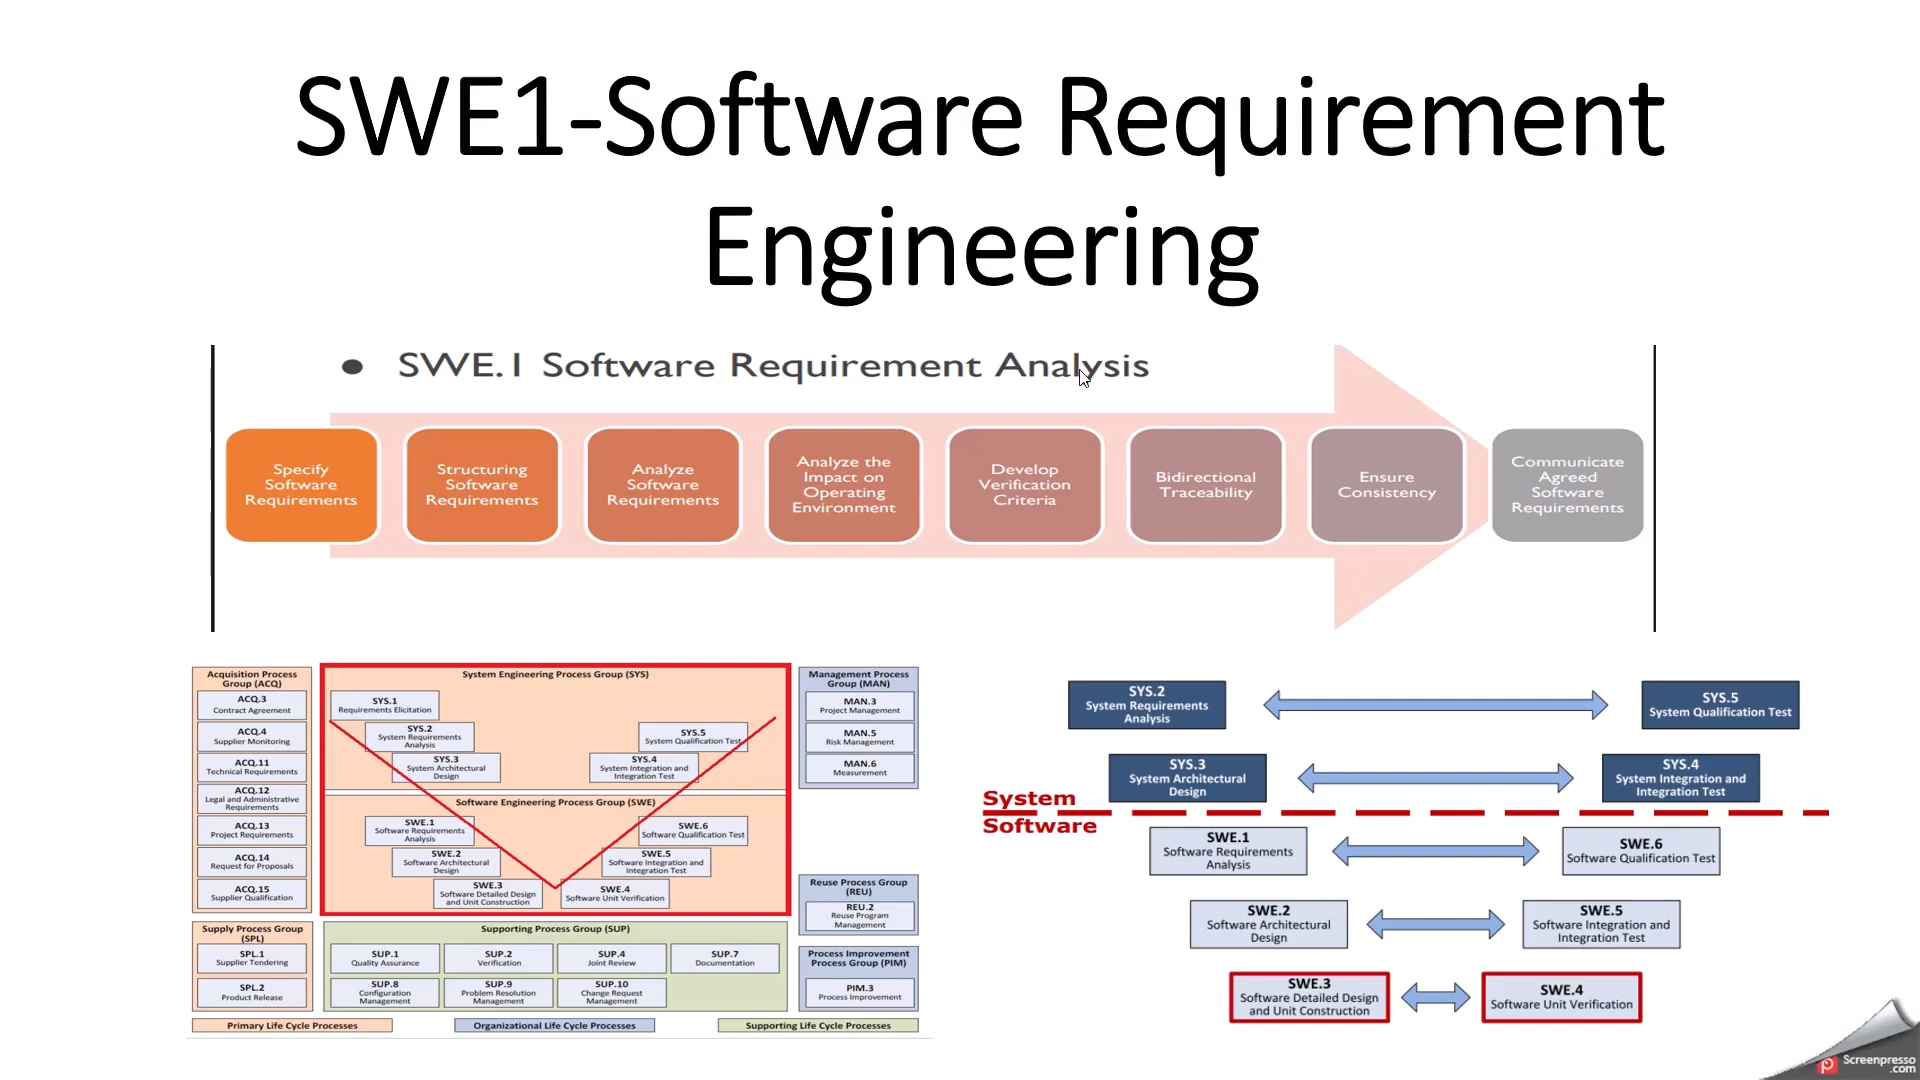 SWE1-Software Requirement
Engineering
● SWE.1 Software Requirement Analysis
Specify
Software
Requirements
Structuring
Software
Requirements
Analyze
Software
Requirements
Analyze the
Impact on
Operating
Environment
Develop
Verification
Criteria
Bidirectional
Traceability
Ensure
Consistency
Communicate
Agreed
Software
Requirements
Acquisition Process
Group (ACQ)
ACQ.3
Contract Agreement
ACQ.4
Supplier Monitoring
ACQ.11
Technical Requirements
ACQ.12
Legal and Administrative
Requirements
ACQ.13
Project Requirements
ACQ.14
Request for Proposals
ACQ.15
Supplier Qualification
Supply Process Group
(SPL)
SPL.1
Supplier Tendering
SPL.2
Product Release
System Engineering Process Group (SYS)
SYS.1
Requirements Elicitation
SYS.2
System Requirements
Analysis
SYS.3
System Architectural
Design
SYS.5
System Qualification Test
SYS.4
System Integration and
Integration Test
Software Engineering Process Group (SWE)
SWE.1
Software Requirements
Analysis
SWE.2
Software Architectural
Design
SWE.3
Software Detailed Design
and Unit Construction
SWE.6
Software Qualification Test
SWE.5
Software Integration and
Integration Test
SWE.4
Software Unit Verification
Supporting Process Group (SUP)
SUP.1
Quality Assurance
SUP.2
Verification
SUP.4
Joint Review
SUP.7
Documentation
SUP.8
Configuration
Management
SUP.9
Problem Resolution
Management
SUP.10
Change Request
Management
Management Process
Group (MAN)
MAN.3
Project Management
MAN.5
Risk Management
MAN.6
Measurement
Reuse Process Group
(REU)
REU.2
Reuse Program
Management
Process Improvement
Process Group (PIM)
PIM.3
Process Improvement
Primary Life Cycle Processes
Organizational Life Cycle Processes
Supporting Life Cycle Processes
SYS.2
System Requirements
Analysis
SYS.5
System Qualification Test
SYS.3
System Architectural
Design
SYS.4
System Integration and
Integration Test
System
Software
SWE.1
Software Requirements
Analysis
SWE.6
Software Qualification Test
SWE.2
Software Architectural
Design
SWE.5
Software Integration and
Integration Test
SWE.3
Software Detailed Design
and Unit Construction
SWE.4
Software Unit Verification
Screenpresso
.com